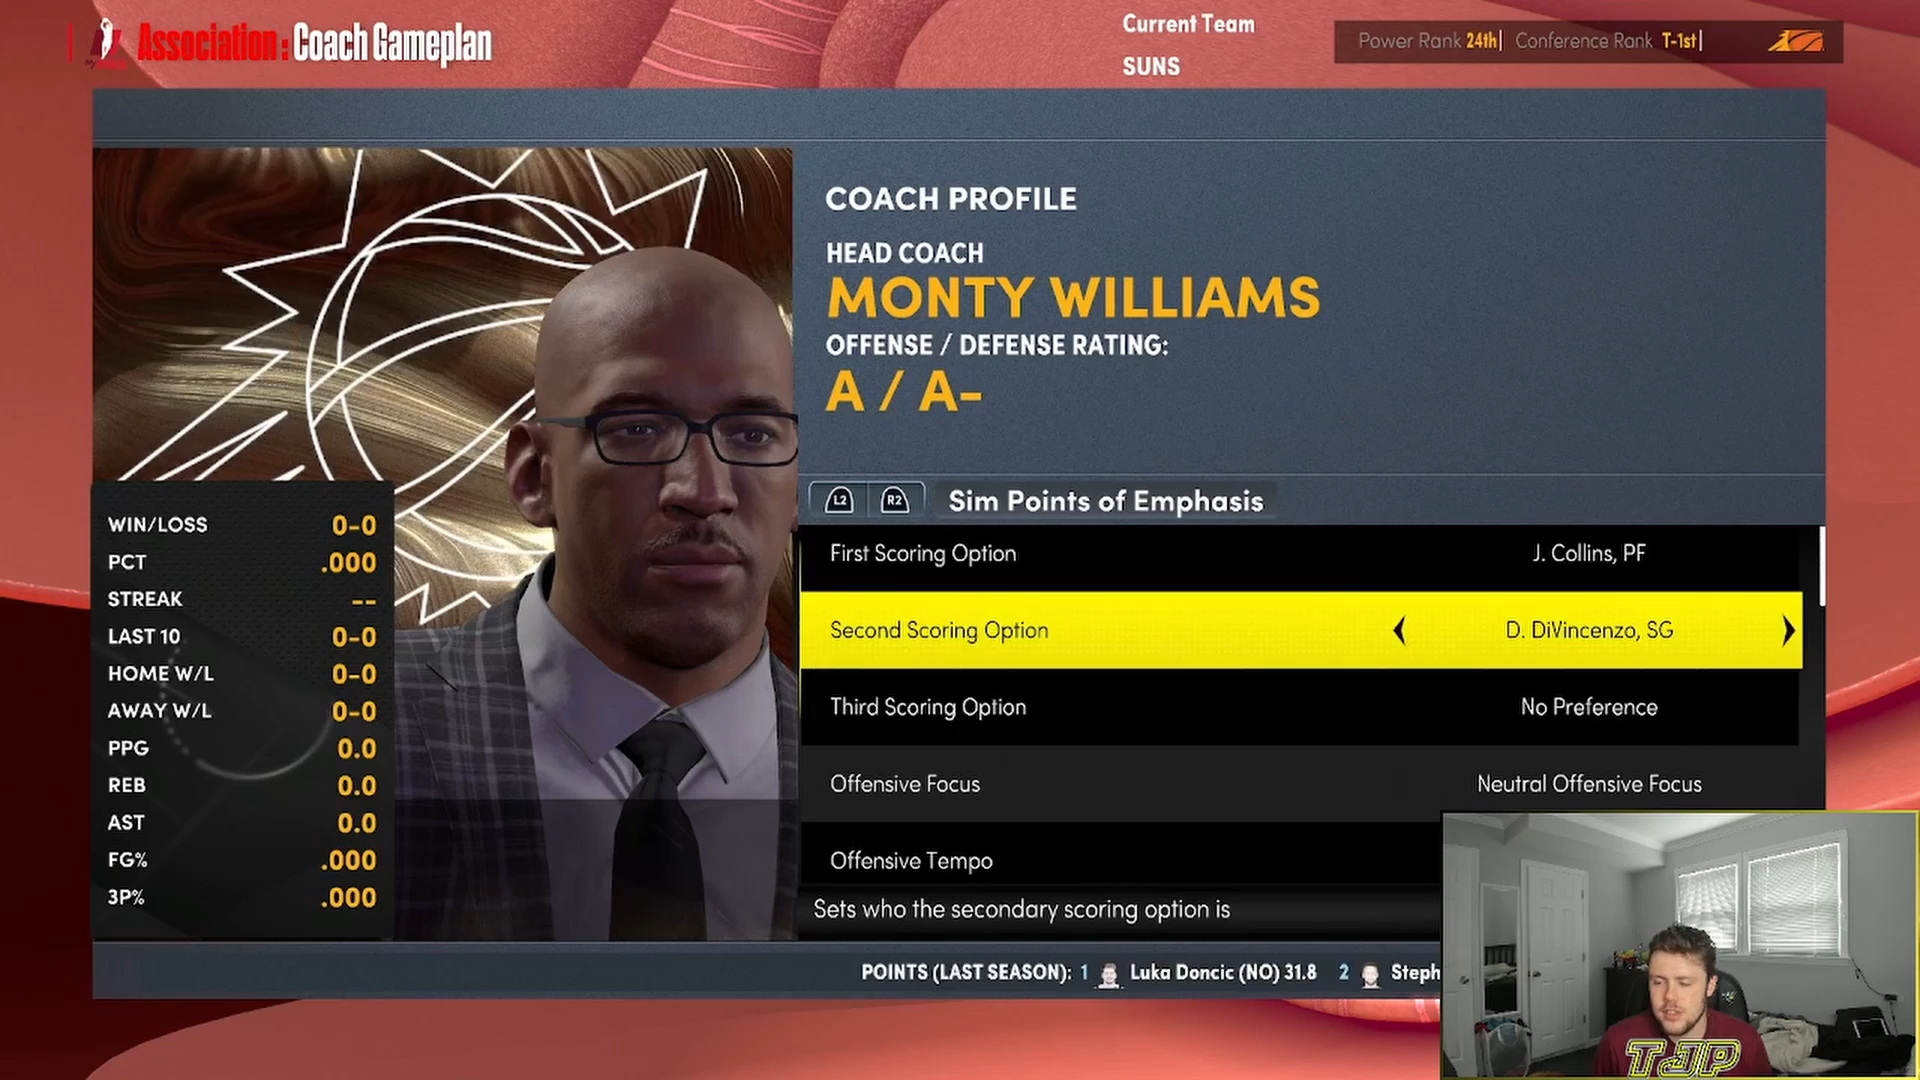 Association : Coach Gameplan
Current Team
SUNS
Power Rank 24th| Conference Rank T-1st|
COACH PROFILE
HEAD COACH
MONTY WILLIAMS
OFFENSE / DEFENSE RATING:
A / A-
WIN/LOSS 0-0
PCT .000
STREAK --
LAST 10 0-0
HOME W/L 0-0
AWAY W/L 0-0
PPG 0.0
REB 0.0
AST 0.0
FG% .000
3P% .000
L2 R2 Sim Points of Emphasis
First Scoring Option J. Collins, PF
Second Scoring Option D. DiVincenzo, SG
Third Scoring Option No Preference
Offensive Focus Neutral Offensive Focus
Offensive Tempo
Sets who the secondary scoring option is
POINTS (LAST SEASON): 1 Luka Doncic (NO) 31.8 2 Steph
TJP